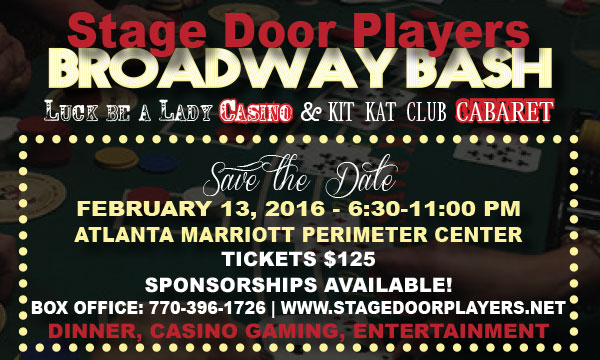 Stage Door Players
BROADWAY BASH
LUCK BE A LADY CASINO & KIT KAT CLUB CABARET
Save the Date
FEBRUARY 13, 2016 - 6:30-11:00 PM
ATLANTA MARRIOTT PERIMETER CENTER
TICKETS $125
SPONSORSHIPS AVAILABLE!
BOX OFFICE: 770-396-1726 | WWW.STAGEDOORPLAYERS.NET
DINNER, CASINO GAMING, ENTERTAINMENT